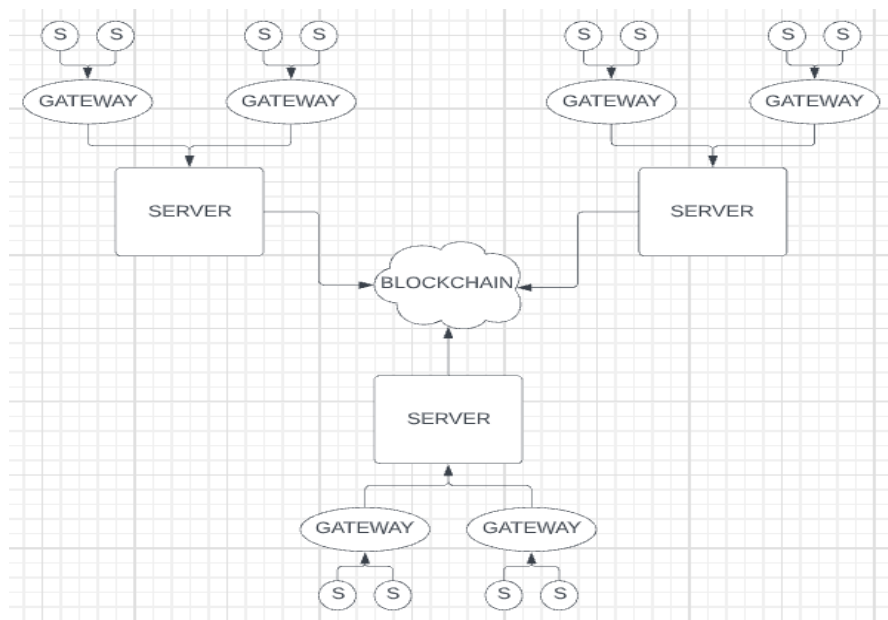 S S S S S S S S
GATEWAY GATEWAY GATEWAY GATEWAY
SERVER SERVER
BLOCKCHAIN
SERVER
GATEWAY GATEWAY
S S S S